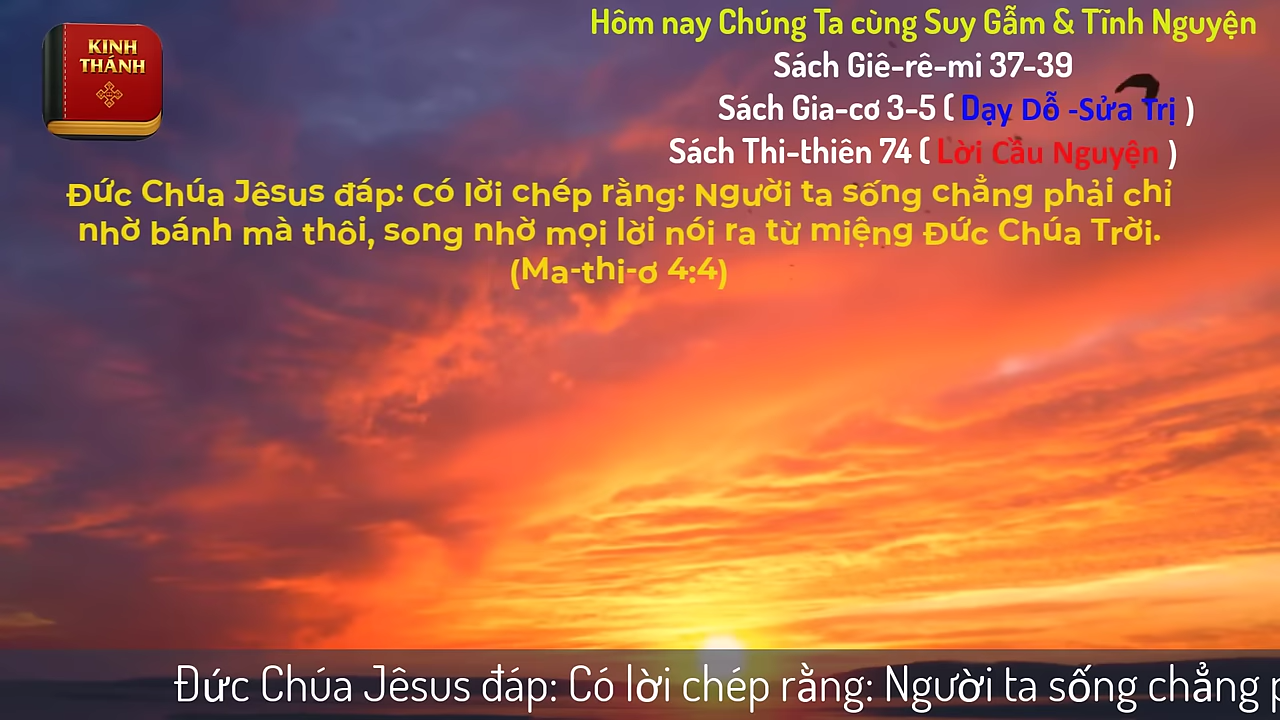 KINH
THÁNH
Hôm nay Chúng Ta cùng Suy Gẫm & Tĩnh Nguyện
Sách Giê-rê-mi 37-39
Sách Gia-cơ 3-5 ( Dạy Dỗ -Sửa Trị )
Sách Thi-thiên 74 ( Lời Cầu Nguyện )
Đức Chúa Jêsus đáp: Có lời chép rằng: Người ta sống chẳng phải chỉ
nhờ bánh mà thôi, song nhờ mọi lời nói ra từ miệng Đức Chúa Trời.
(Ma-thi-ơ 4:4)
Đức Chúa Jêsus đáp: Có lời chép rằng: Người ta sống chẳng p